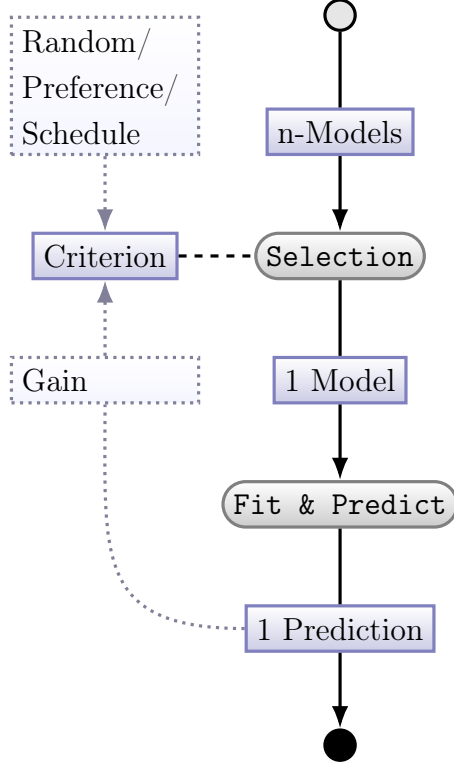 Random/
Preference/
Schedule
n-Models
Criterion
Selection
Gain
1 Model
Fit & Predict
1 Prediction